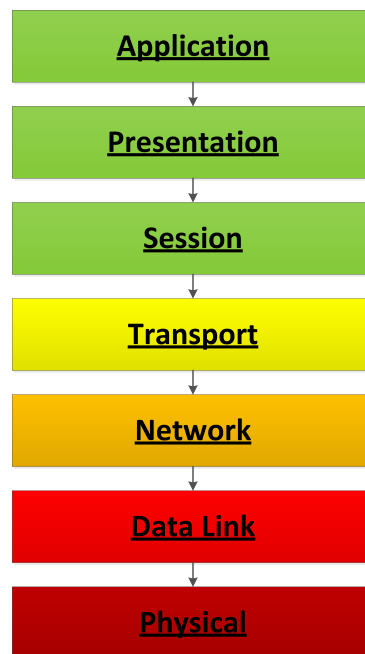 Application
Presentation
Session
Transport
Network
Data Link
Physical